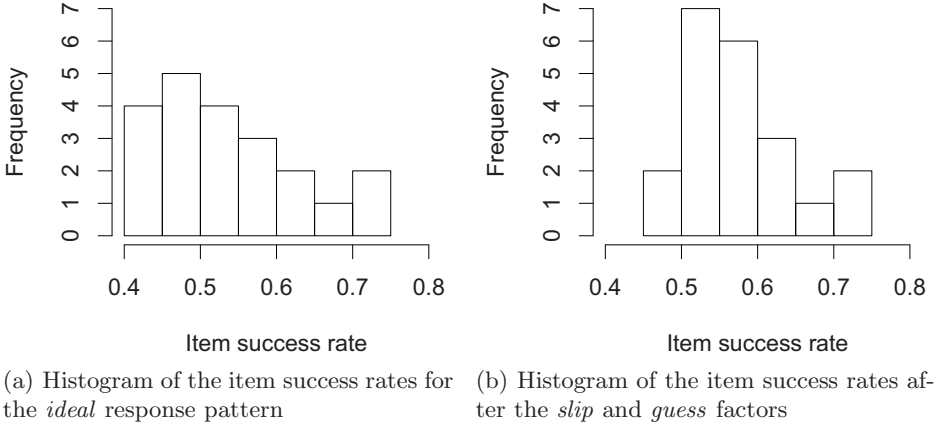 Frequency
7
6
5
4
3
2
1
0
0.4 0.5 0.6 0.7 0.8
Item success rate
(a) Histogram of the item success rates for
the ideal response pattern
Frequency
7
6
5
4
3
2
1
0
0.4 0.5 0.6 0.7 0.8
Item success rate
(b) Histogram of the item success rates af-
ter the slip and guess factors